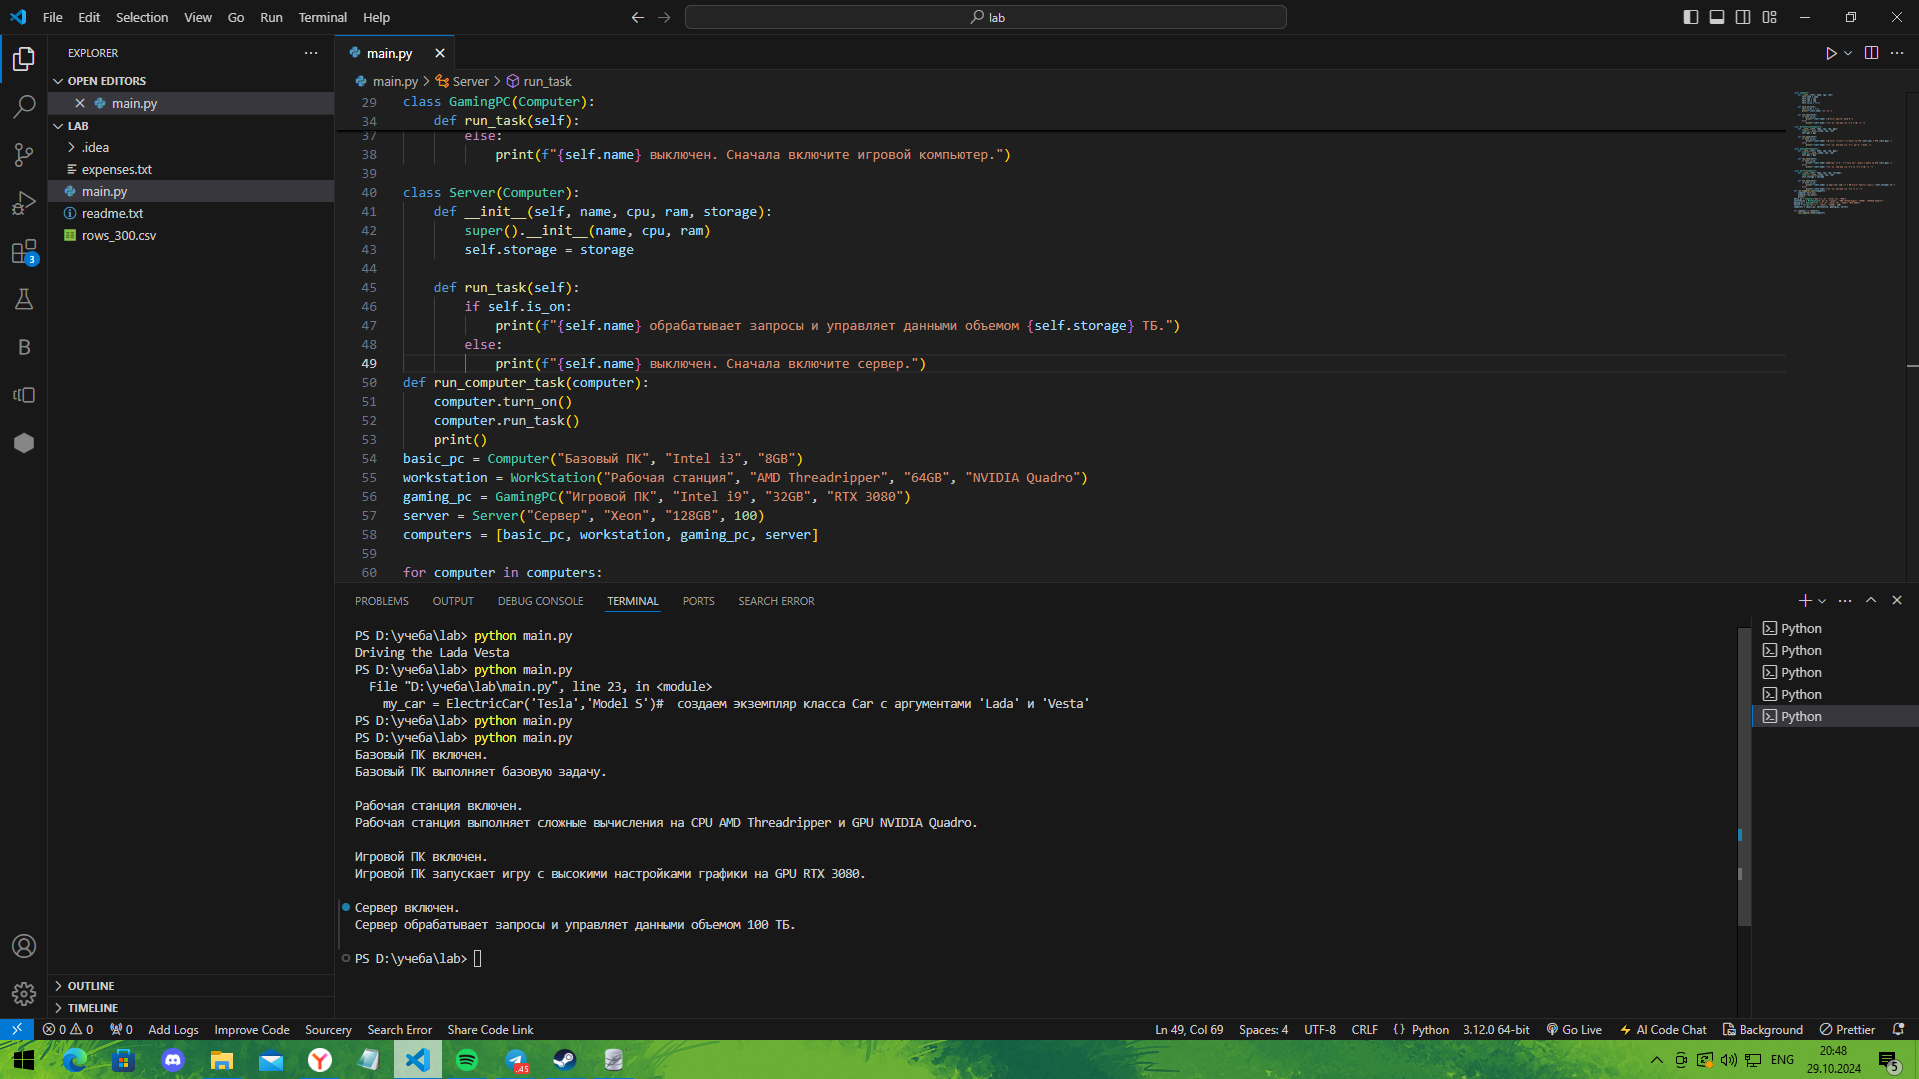 File Edit Selection View Go Run Terminal Help
lab
EXPLORER
OPEN EDITORS
main.py
LAB
.idea
expenses.txt
main.py
readme.txt
rows_300.csv
OUTLINE
TIMELINE
3
B
main.py
main.py > Server > run_task
29 class GamingPC(Computer):
34 def run_task(self):
37 else:
38 print(f"{self.name} выключен. Сначала включите игровой компьютер.")
39
40 class Server(Computer):
41 def __init__(self, name, cpu, ram, storage):
42 super().__init__(name, cpu, ram)
43 self.storage = storage
44
45 def run_task(self):
46 if self.is_on:
47 print(f"{self.name} обрабатывает запросы и управляет данными объемом {self.storage} ТБ.")
48 else:
49 print(f"{self.name} выключен. Сначала включите сервер.")
50 def run_computer_task(computer):
51 computer.turn_on()
52 computer.run_task()
53 print()
54 basic_pc = Computer("Базовый ПК", "Intel i3", "8GB")
55 workstation = WorkStation("Рабочая станция", "AMD Threadripper", "64GB", "NVIDIA Quadro")
56 gaming_pc = GamingPC("Игровой ПК", "Intel i9", "32GB", "RTX 3080")
57 server = Server("Сервер", "Xeon", "128GB", 100)
58 computers = [basic_pc, workstation, gaming_pc, server]
59
60 for computer in computers:
PROBLEMS OUTPUT DEBUG CONSOLE TERMINAL PORTS SEARCH ERROR
PS D:\учеба\lab> python main.py
Driving the Lada Vesta
PS D:\учеба\lab> python main.py
File "D:\учеба\lab\main.py", line 23, in <module>
my_car = ElectricCar('Tesla','Model S')#  создаем экземпляр класса Car с аргументами 'Lada' и 'Vesta'
PS D:\учеба\lab> python main.py
PS D:\учеба\lab> python main.py
Базовый ПК включен.
Базовый ПК выполняет базовую задачу.
Рабочая станция включен.
Рабочая станция выполняет сложные вычисления на CPU AMD Threadripper и GPU NVIDIA Quadro.
Игровой ПК включен.
Игровой ПК запускает игру с высокими настройками графики на GPU RTX 3080.
Сервер включен.
Сервер обрабатывает запросы и управляет данными объемом 100 ТБ.
PS D:\учеба\lab>
Python
Python
Python
Python
Python
0 0 0 Add Logs Improve Code Sourcery Search Error Share Code Link Ln 49, Col 69 Spaces: 4 UTF-8 CRLF {} Python 3.12.0 64-bit Go Live AI Code Chat Background Prettier
45 ENG 20:48
29.10.2024 5